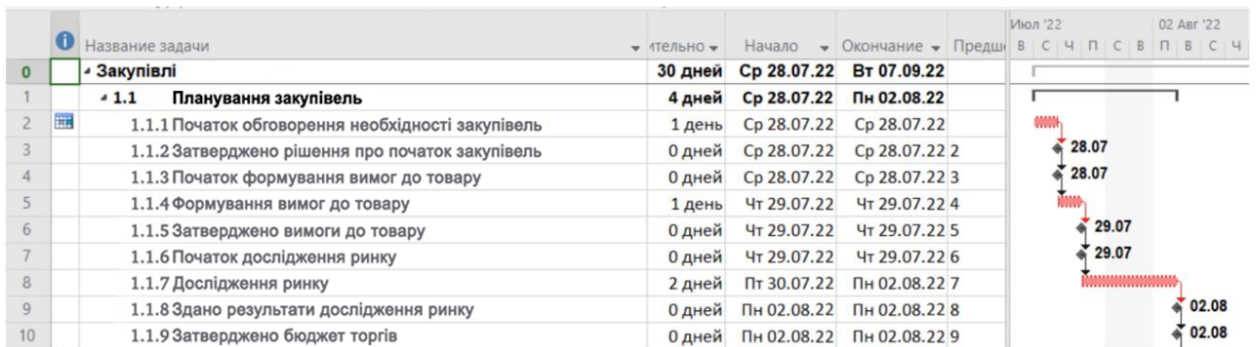 Июл '22 02 Авг '22
Название задачи ительно Начало Окончание Предше В С Ч П С В П В С Ч
0 Закупівлі 30 дней Ср 28.07.22 Вт 07.09.22
1 1.1 Планування закупівель 4 дней Ср 28.07.22 Пн 02.08.22
2 1.1.1 Початок обговорення необхідності закупівель 1 день Ср 28.07.22 Ср 28.07.22
3 1.1.2 Затверджено рішення про початок закупівель 0 дней Ср 28.07.22 Ср 28.07.22 2 28.07
4 1.1.3 Початок формування вимог до товару 0 дней Ср 28.07.22 Ср 28.07.22 3 28.07
5 1.1.4 Формування вимог до товару 1 день Чт 29.07.22 Чт 29.07.22 4
6 1.1.5 Затверджено вимоги до товару 0 дней Чт 29.07.22 Чт 29.07.22 5 29.07
7 1.1.6 Початок дослідження ринку 0 дней Чт 29.07.22 Чт 29.07.22 6 29.07
8 1.1.7 Дослідження ринку 2 дней Пт 30.07.22 Пн 02.08.22 7
9 1.1.8 Здано результати дослідження ринку 0 дней Пн 02.08.22 Пн 02.08.22 8 02.08
10 1.1.9 Затверджено бюджет торгів 0 дней Пн 02.08.22 Пн 02.08.22 9 02.08